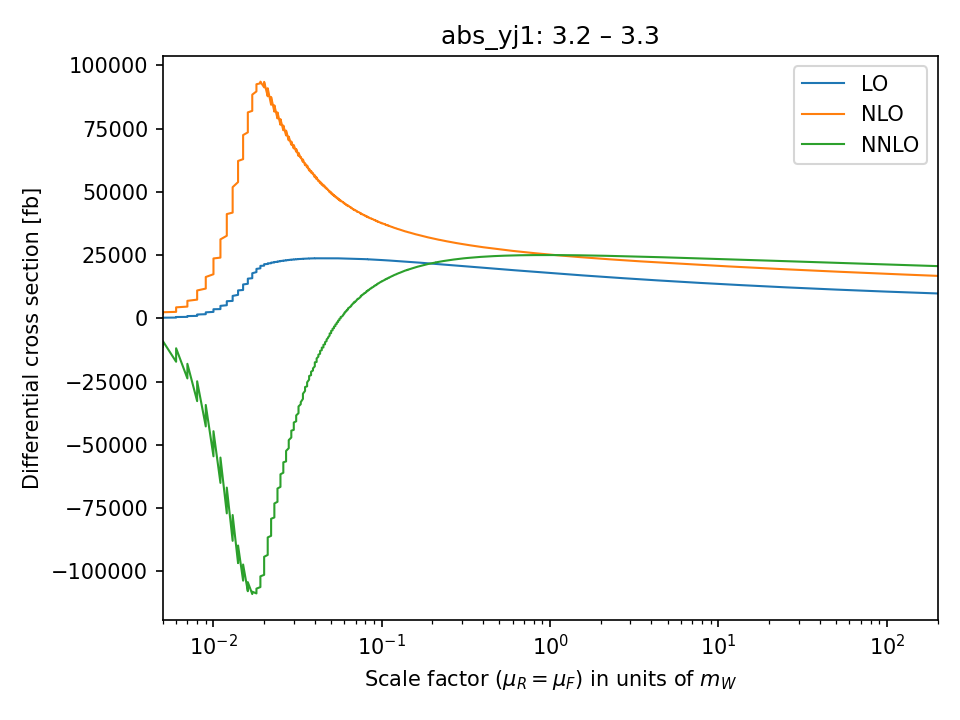 abs_yj1: 3.2 – 3.3
Differential cross section [fb]
100000
75000
50000
25000
0
−25000
−50000
−75000
−100000
LO
NLO
NNLO
10⁻²
10⁻¹
10⁰
10¹
10²
Scale factor (μ_R = μ_F) in units of m_W